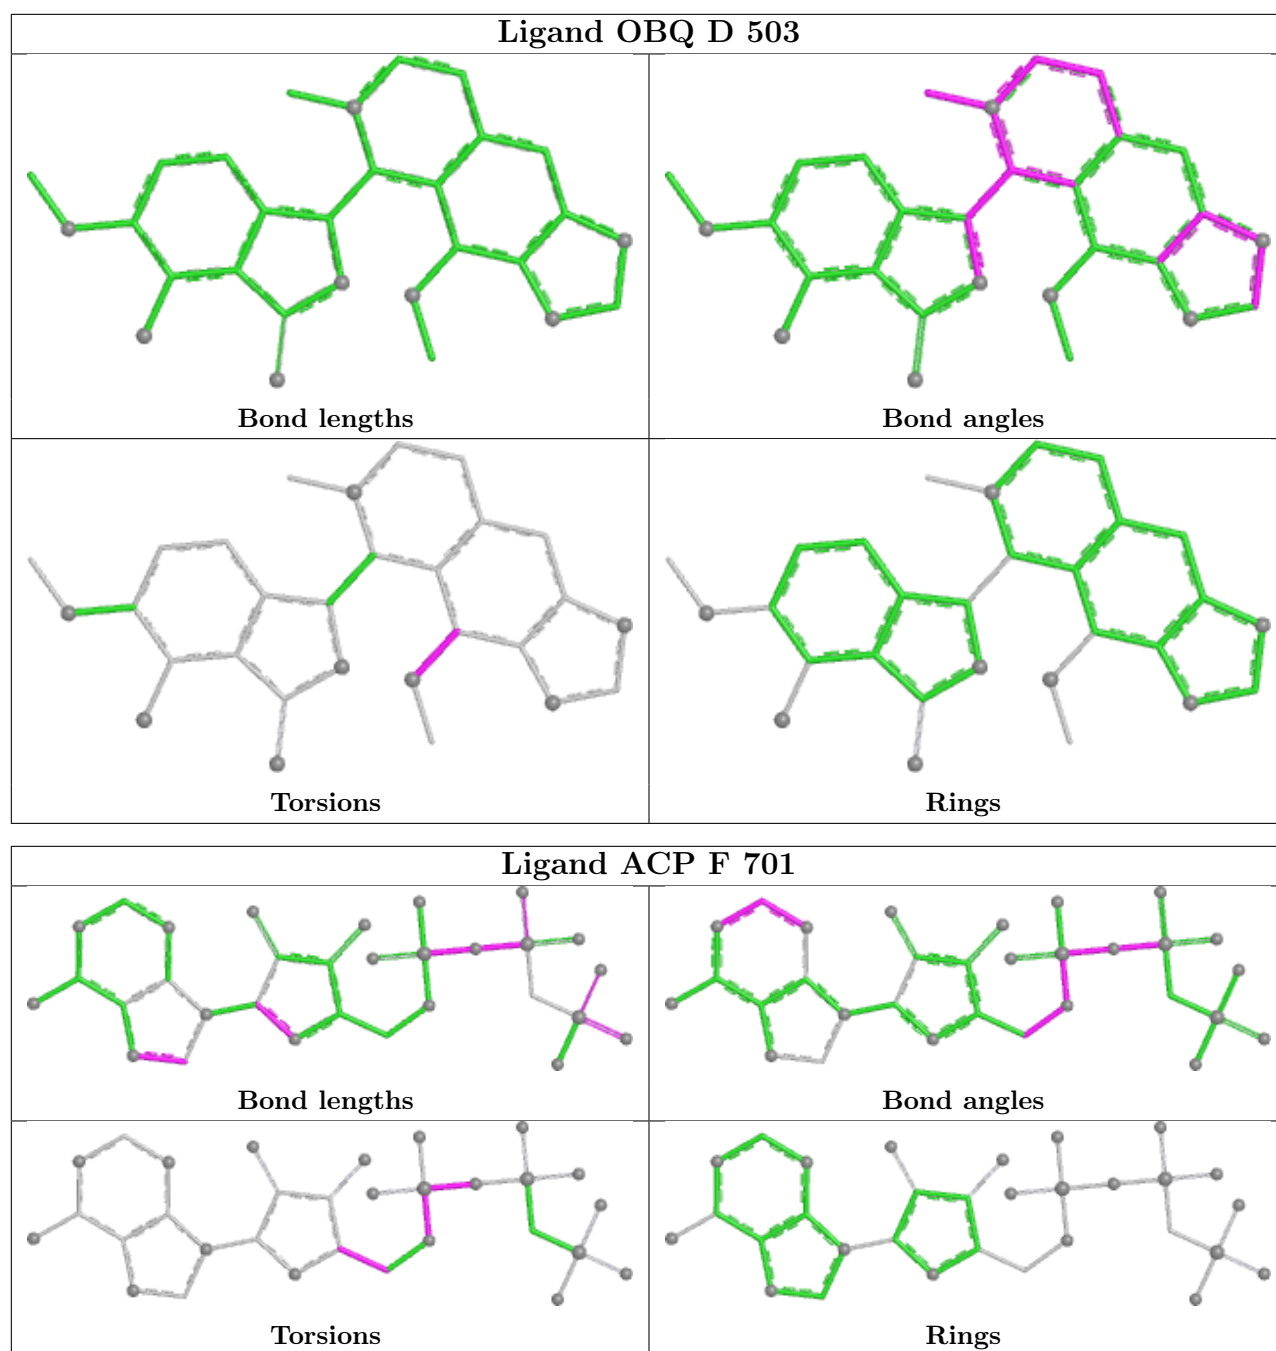 Ligand OBQ D 503
Bond lengths
Bond angles
Torsions
Rings
Ligand ACP F 701
Bond lengths
Bond angles
Torsions
Rings